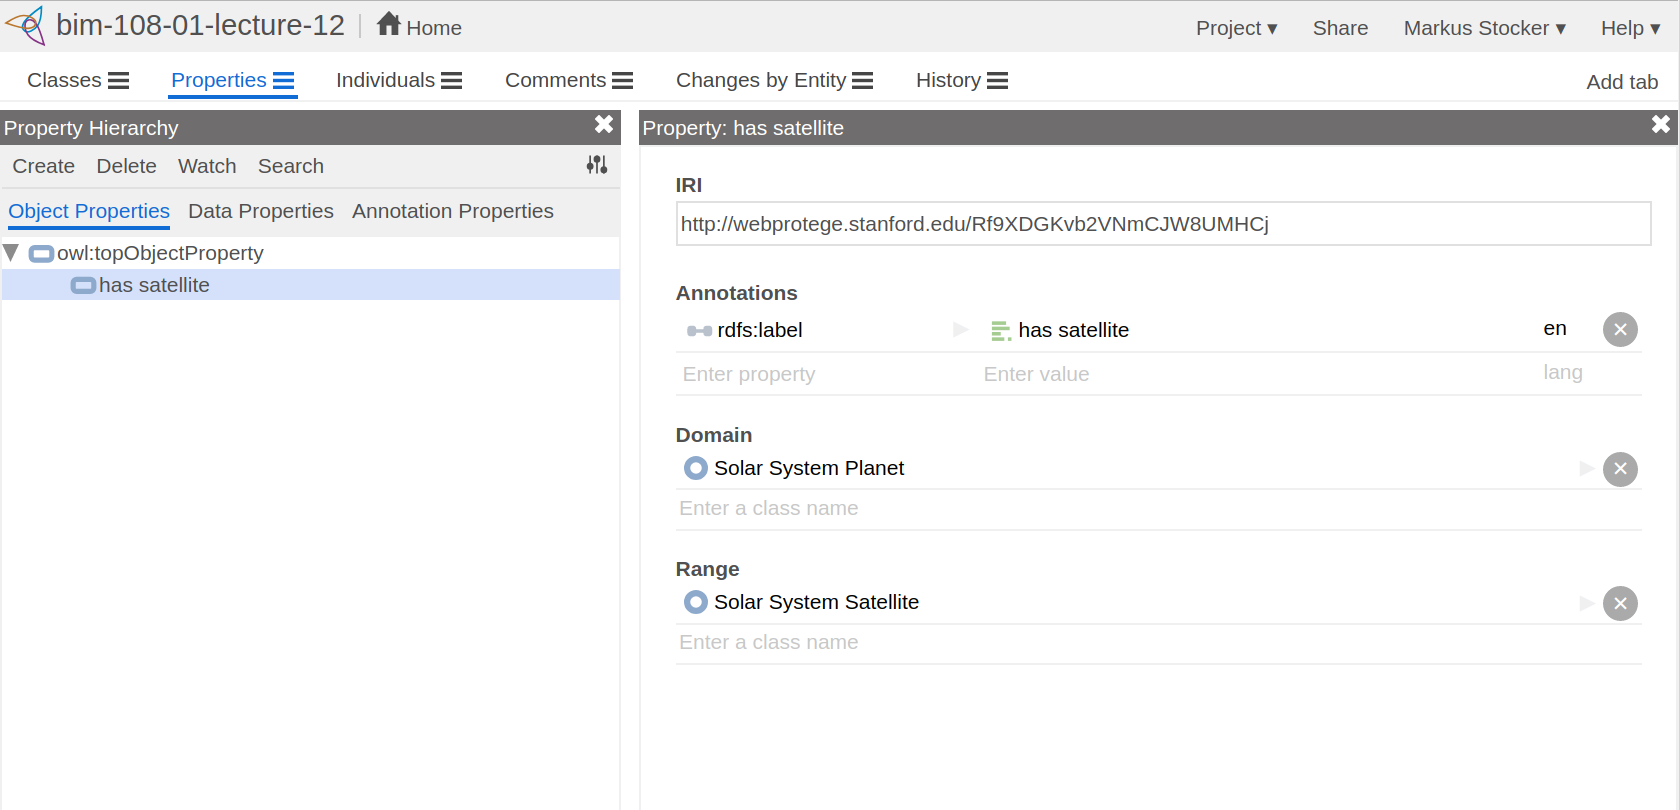 bim-108-01-lecture-12 Home Project ▾ Share Markus Stocker ▾ Help ▾
Classes Properties Individuals Comments Changes by Entity History Add tab
Property Hierarchy
Create Delete Watch Search
Object Properties Data Properties Annotation Properties
owl:topObjectProperty
has satellite
Property: has satellite
IRI
http://webprotege.stanford.edu/Rf9XDGKvb2VNmCJW8UMHCj
Annotations
rdfs:label has satellite en
Enter property Enter value lang
Domain
Solar System Planet
Enter a class name
Range
Solar System Satellite
Enter a class name